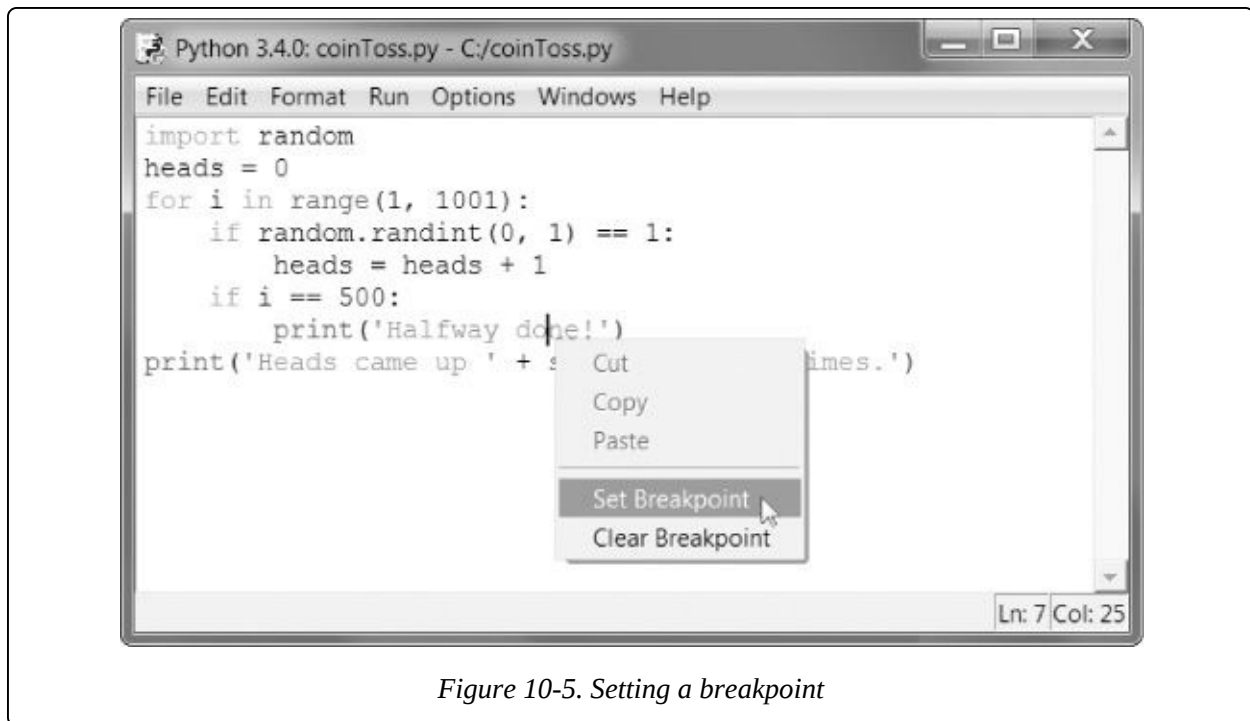 Python 3.4.0: coinToss.py - C:/coinToss.py
File Edit Format Run Options Windows Help
import random
heads = 0
for i in range(1, 1001):
    if random.randint(0, 1) == 1:
        heads = heads + 1
    if i == 500:
        print('Halfway done!')
print('Heads came up ' + s imes.')
Cut
Copy
Paste
Set Breakpoint
Clear Breakpoint
Ln: 7 Col: 25
Figure 10-5. Setting a breakpoint